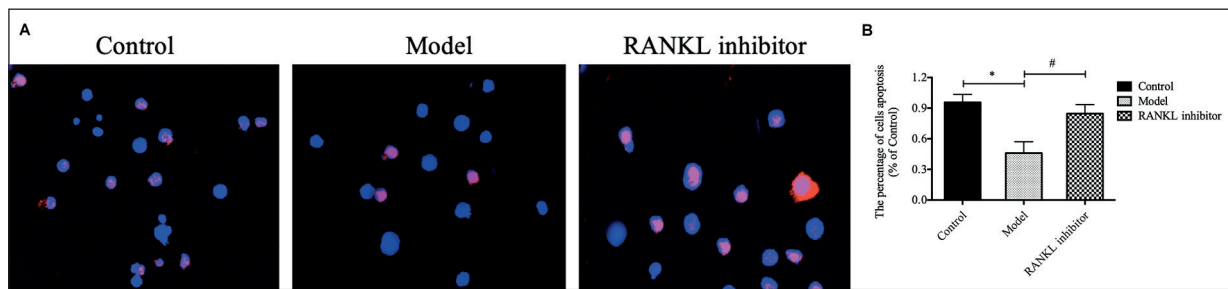 A
Control
Model
RANKL inhibitor
B
The percentage of cells apoptosis
(% of Control)
1.2
0.9
0.6
0.3
0.0
*
#
Control
Model
RANKL inhibitor
Control
Model
RANKL inhibitor